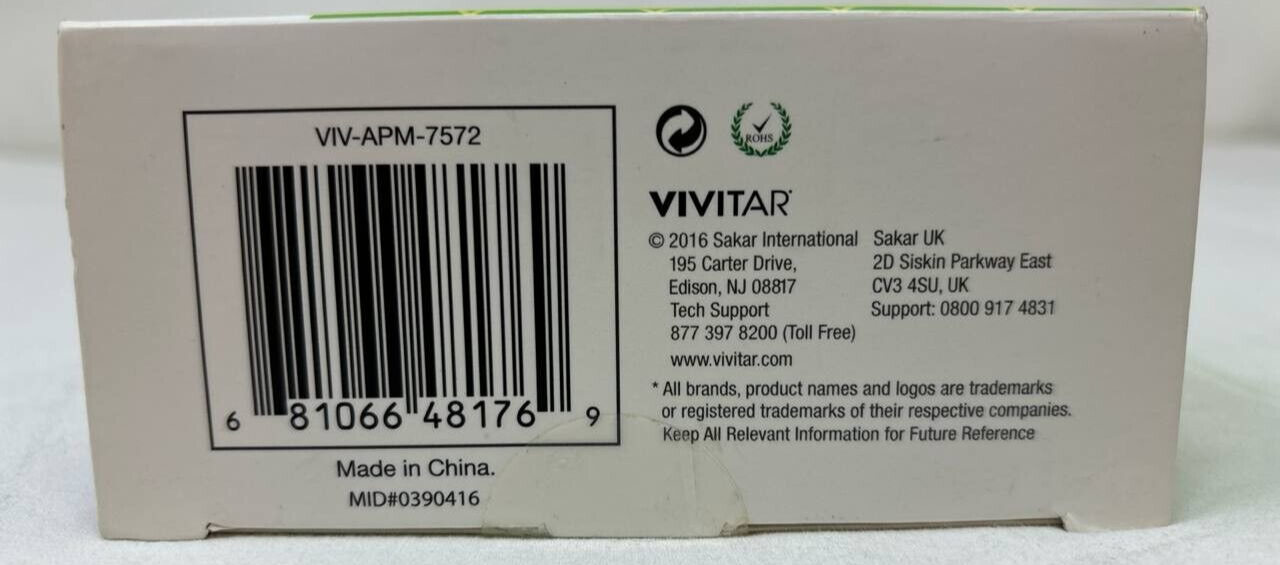 VIV-APM-7572
6 81066 48176 9
Made in China.
MID#0390416
ROHS
VIVITAR
© 2016 Sakar International
195 Carter Drive,
Edison, NJ 08817
Tech Support
877 397 8200 (Toll Free)
www.vivitar.com
Sakar UK
2D Siskin Parkway East
CV3 4SU, UK
Support: 0800 917 4831
* All brands, product names and logos are trademarks
or registered trademarks of their respective companies.
Keep All Relevant Information for Future Reference